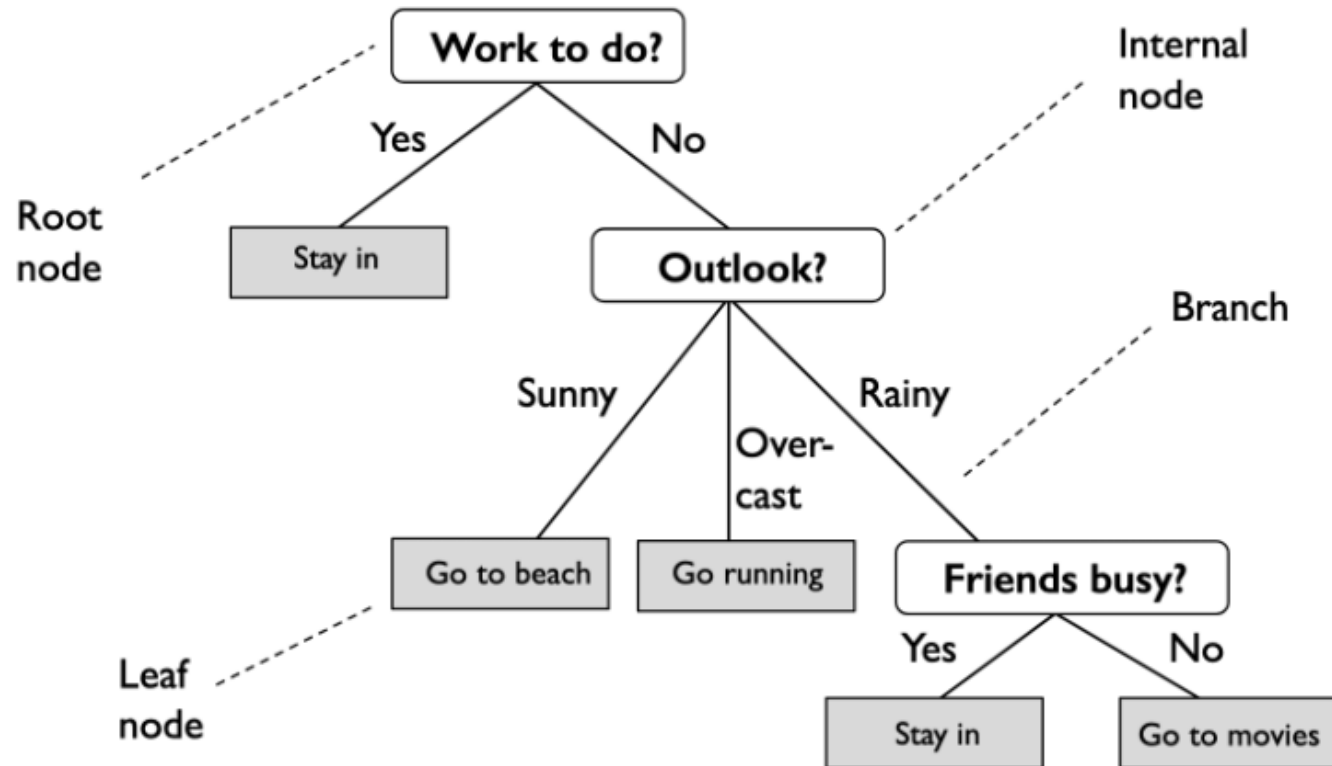 Work to do?
Internal
node
Yes
No
Root
node
Stay in
Outlook?
Branch
Sunny
Rainy
Over-
cast
Go to beach
Go running
Friends busy?
Yes
No
Leaf
node
Stay in
Go to movies